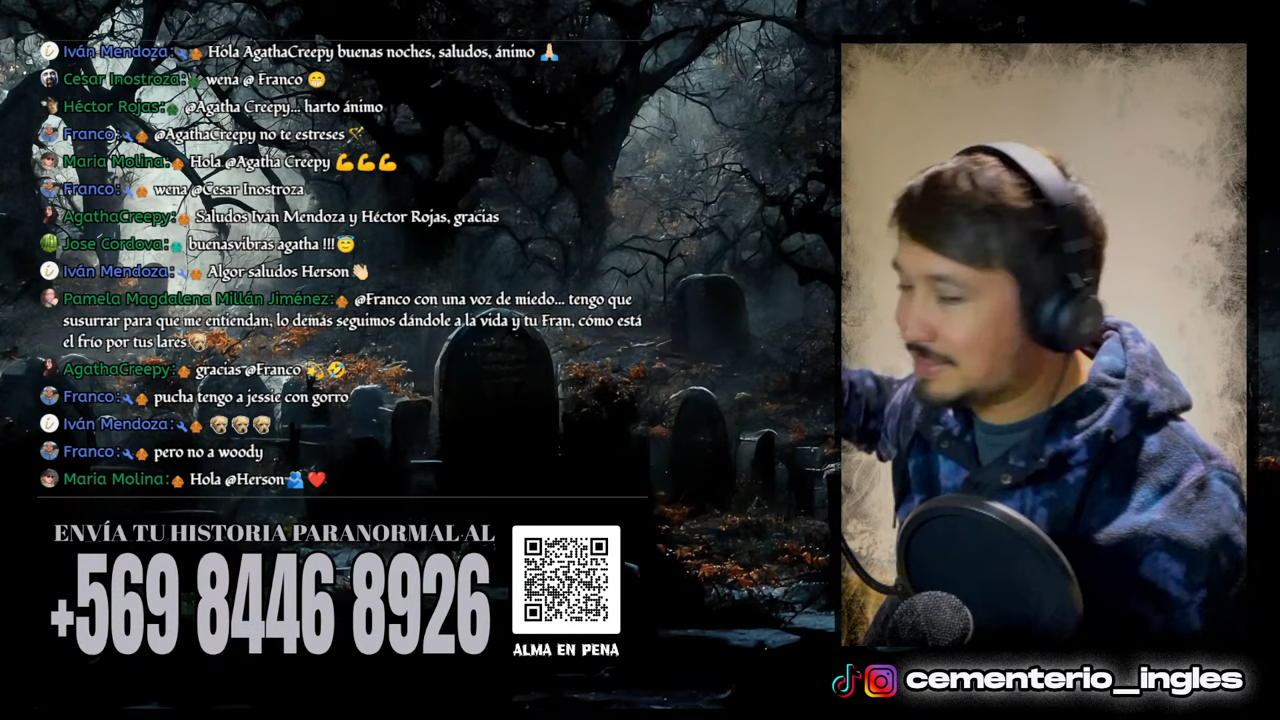 Iván Mendoza: Hola AgathaCreepy buenas noches, saludos, ánimo 🙏🏻
Cesar Inostroza: wena @ Franco 😁
Héctor Rojas: @Agatha Creepy... harto ánimo
Franco: @AgathaCreepy no te estreses
Maria Molina: Hola @Agatha Creepy 💪💪💪
Franco: wena @Cesar Inostroza
AgathaCreepy: Saludos Iván Mendoza y Héctor Rojas, gracias
Jose Cordova: buenasvibras agatha !!! 😇
Iván Mendoza: Algor saludos Herson 👋🏻
Pamela Magdalena Millán Jiménez: @Franco con una voz de miedo... tengo que
susurrar para que me entiendan, lo demás seguimos dándole a la vida y tu Fran, cómo está
el frío por tus lares
AgathaCreepy: gracias @Franco 💫🤣
Franco: pucha tengo a jessie con gorro
Iván Mendoza:
Franco: pero no a woody
Maria Molina: Hola @Herson 🫂 ❤️
ENVÍA TU HISTORIA PARANORMAL AL
+569 8446 8926
ALMA EN PENA
cementerio_ingles